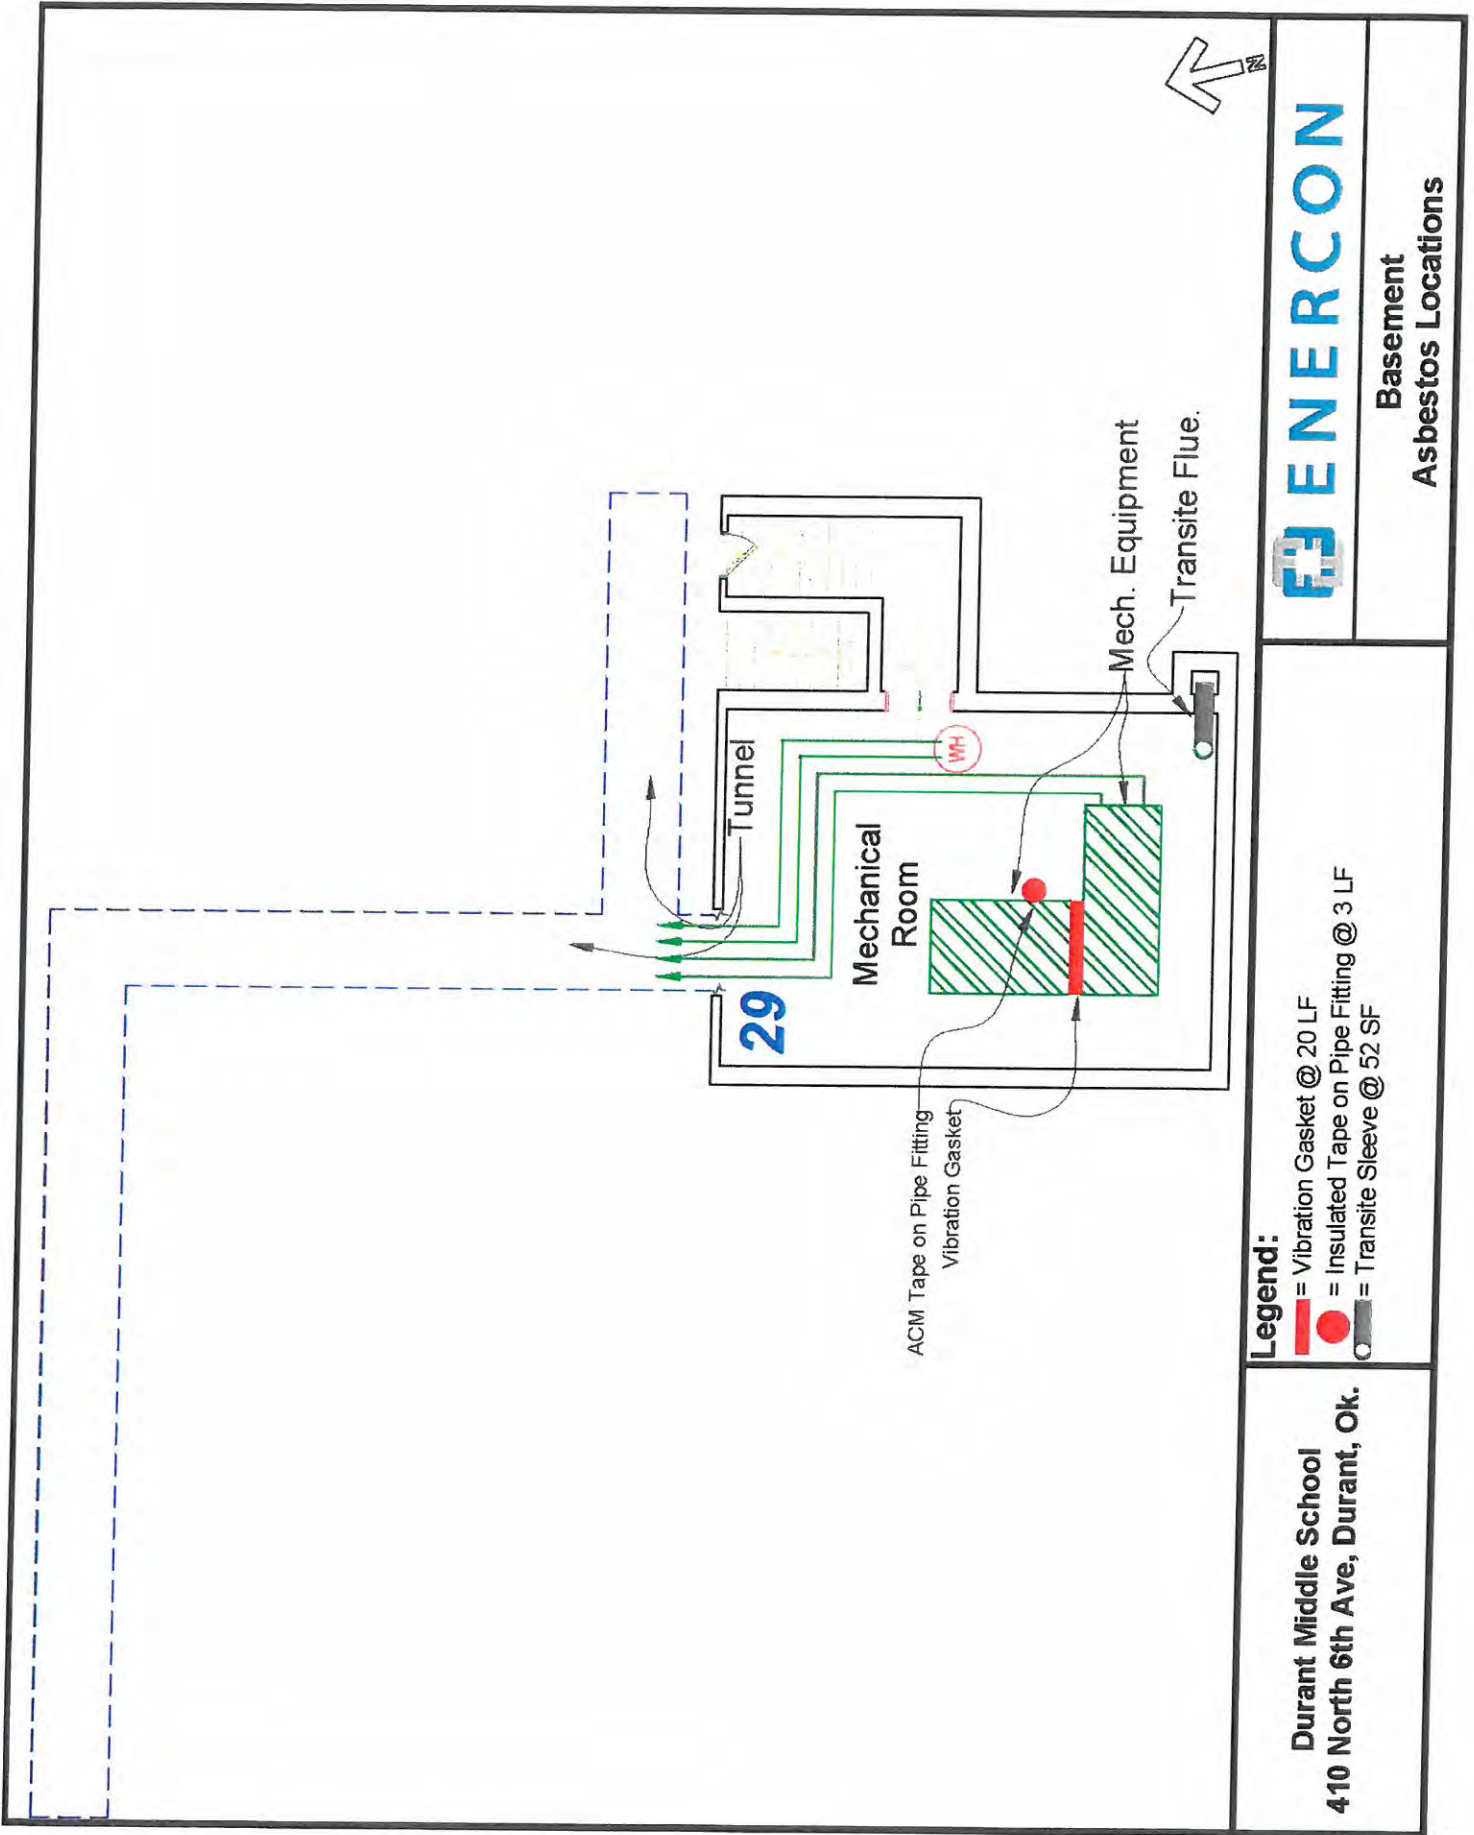 Tunnel
29
Mechanical
Room
WH
ACM Tape on Pipe Fitting
Vibration Gasket
Mech. Equipment
Transite Flue.
N
Durant Middle School
410 North 6th Ave, Durant, Ok.
Legend:
= Vibration Gasket @ 20 LF
= Insulated Tape on Pipe Fitting @ 3 LF
= Transite Sleeve @ 52 SF
ENERCON
Basement
Asbestos Locations